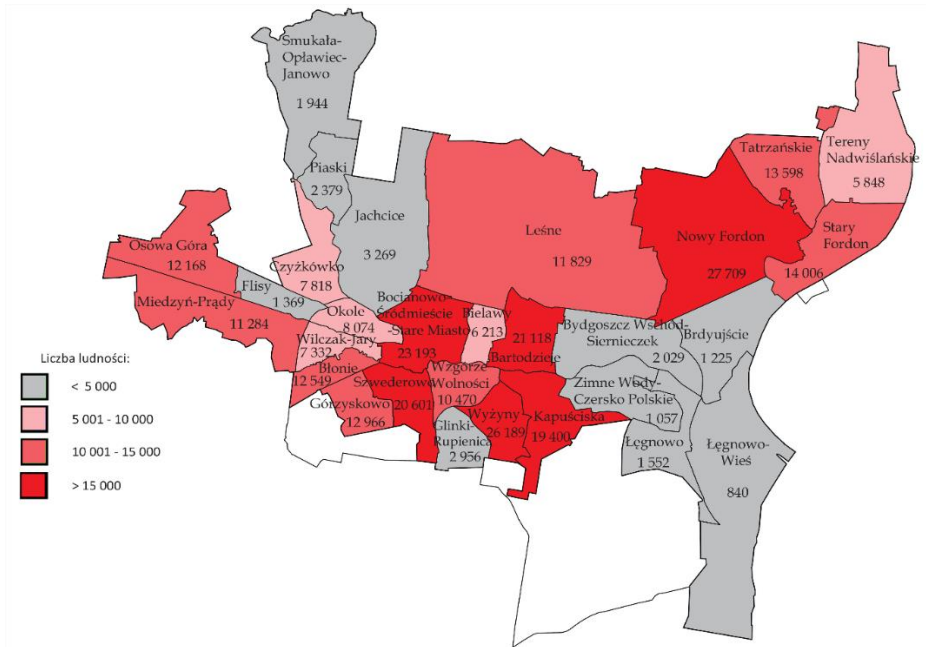 Smukała-
Opławiec-
Janowo
1 944
Piaski
2 379
Jachcice
3 269
Leśne
11 829
Nowy Fordon
27 709
Tatrzańskie
13 598
Tereny
Nadwiślańskie
5 848
Stary
Fordon
14 006
Osowa Góra
12 168
Miedzyń-Prądy
11 284
Flisy
1 369
Czyżkówko
7 818
Okole
8 074
Wilczak-Jary
7 332
Błonie
12 549
Górzyskowo
12 966
Bocianowo-
Śródmieście
-Stare Miasto
23 193
Bielawy
6 213
21 118
Bartodzieje
Bydgoszcz Wschód-
Siernieczek
2 029
Brdyujście
1 225
Szwederowo
20 601
Wzgórze
Wolności
10 470
Glinki-
Rupienica
2 956
Wyżyny
26 189
Kapuściska
19 400
Zimne Wody-
Czersko Polskie
1 057
Łęgnowo
1 552
Łęgnowo-
Wieś
840
Liczba ludności:
< 5 000
5 001 - 10 000
10 001 - 15 000
> 15 000